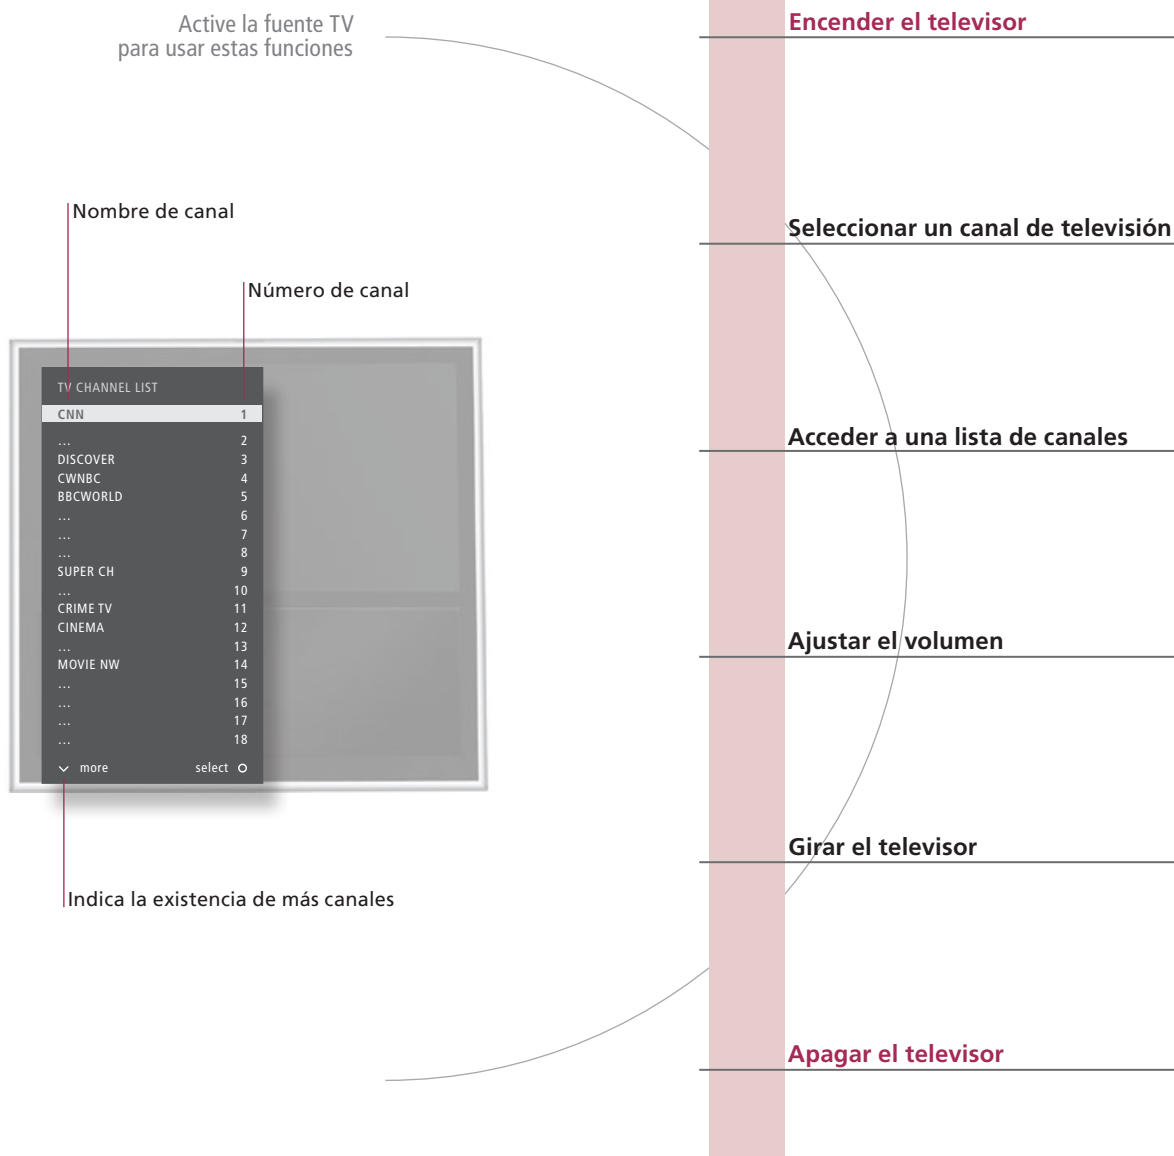 Active la fuente TV
para usar estas funciones
Nombre de canal
Número de canal
TV CHANNEL LIST
CNN 1
... 2
DISCOVER 3
CWNBC 4
BBCWORLD 5
... 6
... 7
... 8
SUPER CH 9
... 10
CRIME TV 11
CINEMA 12
... 13
MOVIE NW 14
... 15
... 16
... 17
... 18
more select
Indica la existencia de más canales
Encender el televisor
Seleccionar un canal de televisión
Acceder a una lista de canales
Ajustar el volumen
Girar el televisor
Apagar el televisor